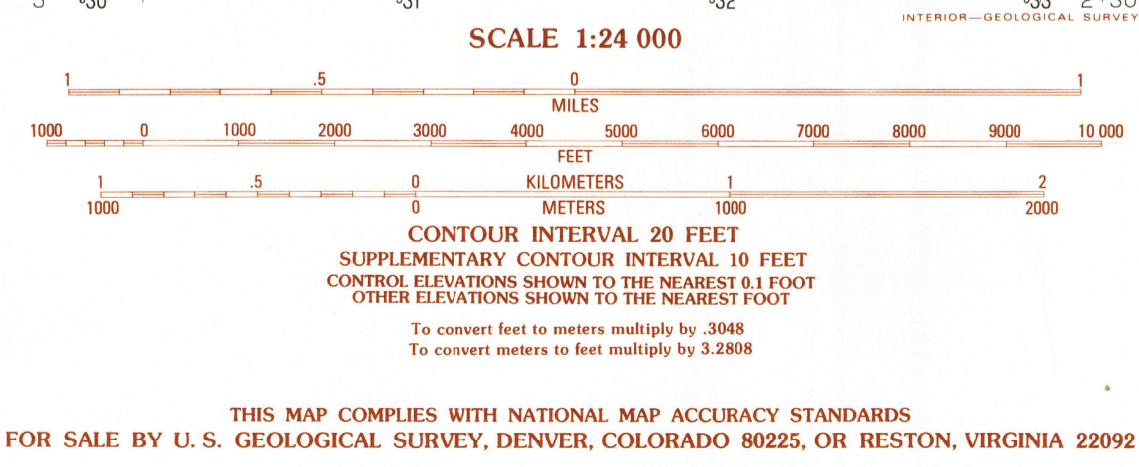 INTERIOR—GEOLOGICAL SURVEY
SCALE 1:24 000
1 .5 0 1
MILES
1000 0 1000 2000 3000 4000 5000 6000 7000 8000 9000 10 000
FEET
1 .5 0 KILOMETERS 1 2
1000 0 METERS 1000 2000
CONTOUR INTERVAL 20 FEET
SUPPLEMENTARY CONTOUR INTERVAL 10 FEET
CONTROL ELEVATIONS SHOWN TO THE NEAREST 0.1 FOOT
OTHER ELEVATIONS SHOWN TO THE NEAREST FOOT
To convert feet to meters multiply by .3048
To convert meters to feet multiply by 3.2808
THIS MAP COMPLIES WITH NATIONAL MAP ACCURACY STANDARDS
FOR SALE BY U. S. GEOLOGICAL SURVEY, DENVER, COLORADO 80225, OR RESTON, VIRGINIA 22092